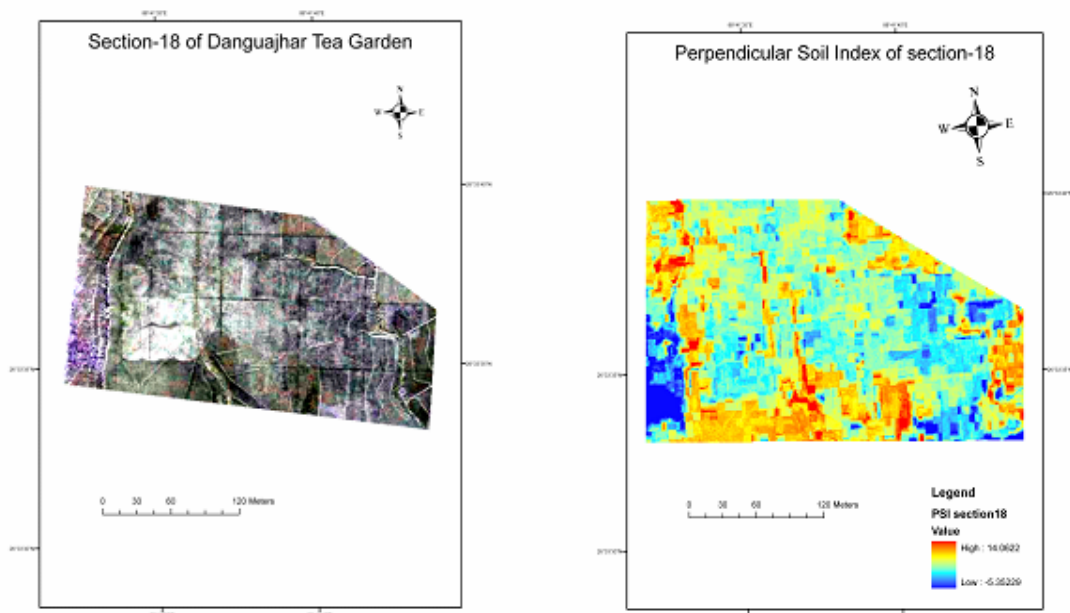 Section-18 of Danguajhar Tea Garden
N
W E
S
0 30 60 120 Meters
Perpendicular Soil Index of section-18
N
W E
S
0 30 60 120 Meters
Legend
PSI section18
Value
High : 14.0622
Low : -5.35229